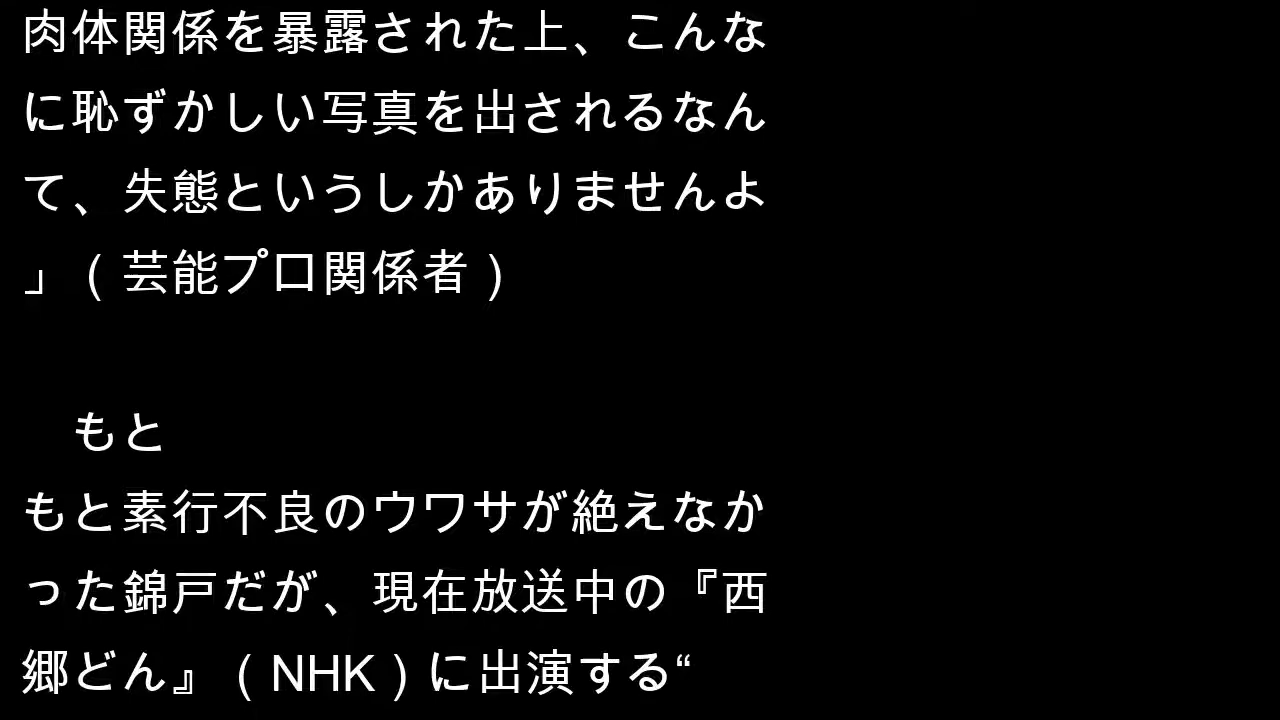 肉体関係を暴露された上、こんな
に恥ずかしい写真を出されるなん
て、失態というしかありませんよ
」（芸能プロ関係者）
　もと
もと素行不良のウワサが絶えなか
った錦戸だが、現在放送中の『西
郷どん』（NHK）に出演する“